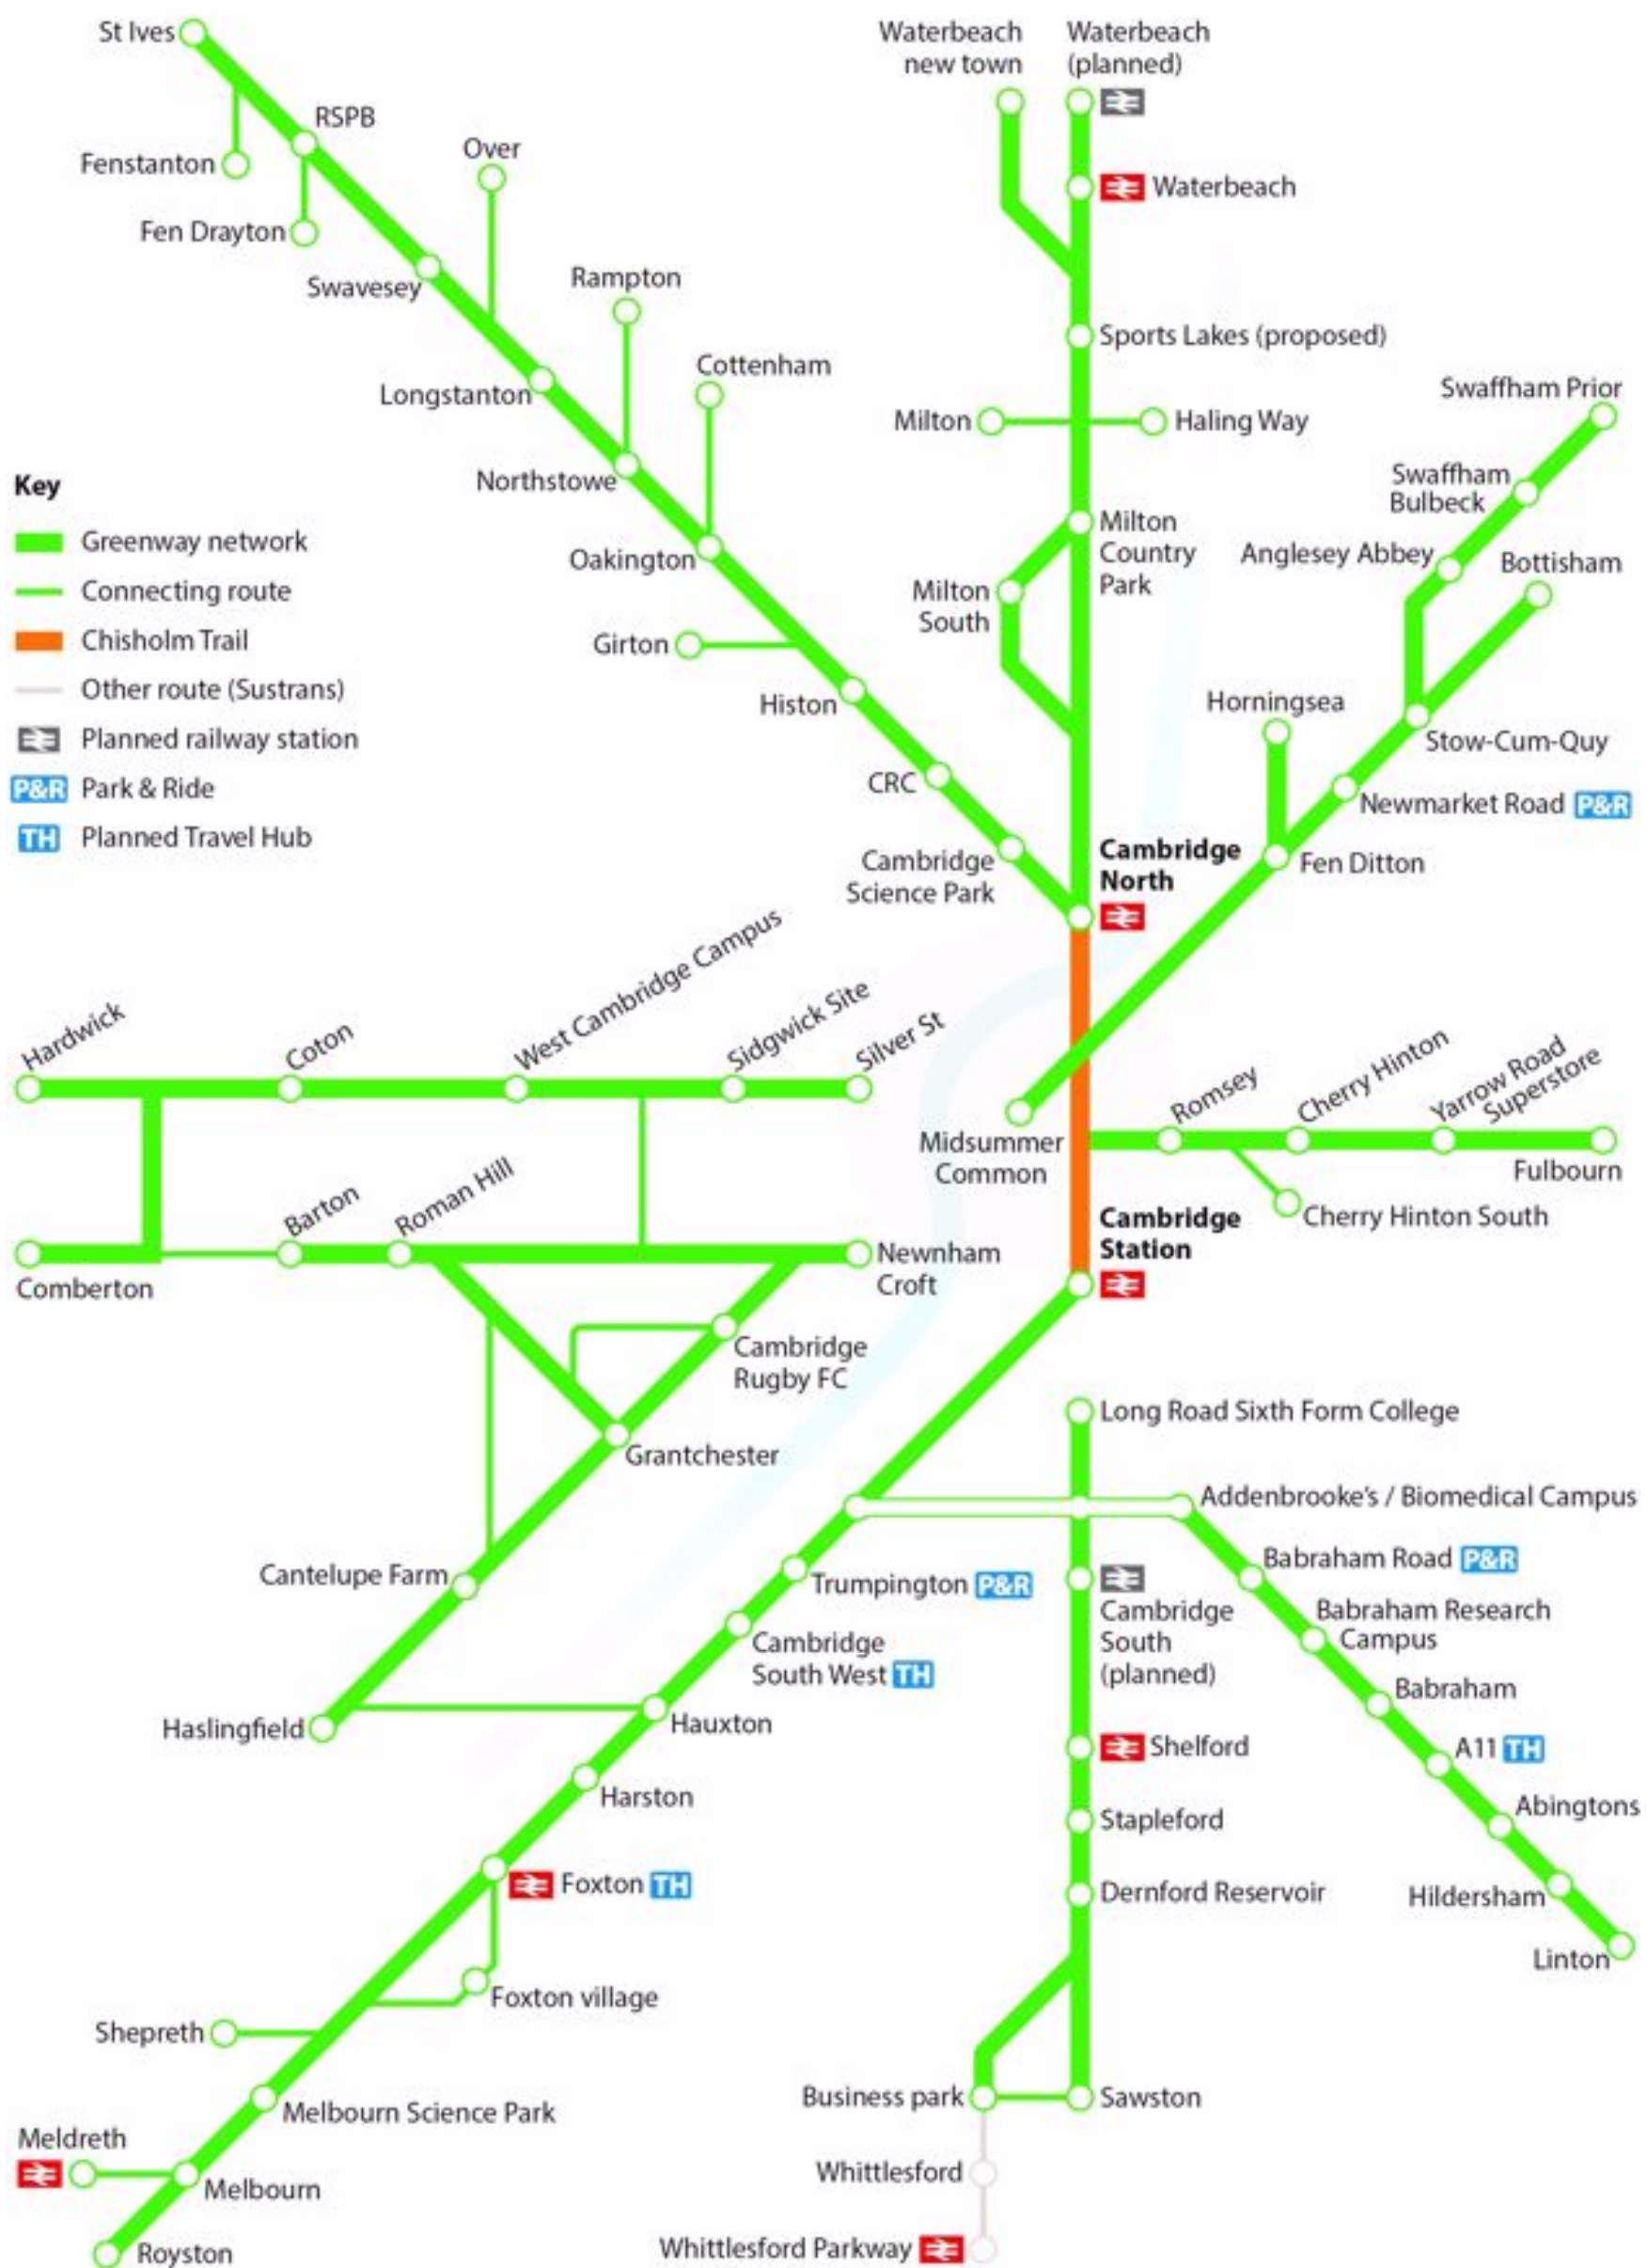 St Ives
Waterbeach
new town
Waterbeach
(planned)
RSPB
Fenstanton
Over
Waterbeach
Fen Drayton
Swavesey
Rampton
Sports Lakes (proposed)
Cottenham
Longstanton
Swaffham Prior
Milton
Haling Way
Northstowe
Swaffham
Bulbeck
Key
Greenway network
Connecting route
Chisholm Trail
Other route (Sustrans)
Planned railway station
P&R Park & Ride
TH Planned Travel Hub
Milton
Country
Park
Oakington
Anglesey Abbey
Bottisham
Milton
South
Girton
Histon
Horningsea
Stow-Cum-Quy
CRC
Newmarket Road P&R
Cambridge
Science Park
Cambridge
North
Fen Ditton
Hardwick
Coton
West Cambridge Campus
Sidgwick Site
Silver St
Romsey
Cherry Hinton
Yarrow Road
Superstore
Midsummer
Common
Fulbourn
Cherry Hinton South
Barton
Roman Hill
Cambridge
Station
Comberton
Newnham
Croft
Cambridge
Rugby FC
Long Road Sixth Form College
Grantchester
Addenbrooke's / Biomedical Campus
Cantelupe Farm
Trumpington P&R
Babraham Road P&R
Cambridge
South
(planned)
Babraham Research
Campus
Cambridge
South West TH
Babraham
Haslingfield
Hauxton
Shelford
A11 TH
Harston
Stapleford
Abingtons
Foxton TH
Dernford Reservoir
Hildersham
Linton
Foxton village
Shepreth
Business park
Sawston
Melbourn Science Park
Meldreth
Melbourn
Whittlesford
Royston
Whittlesford Parkway